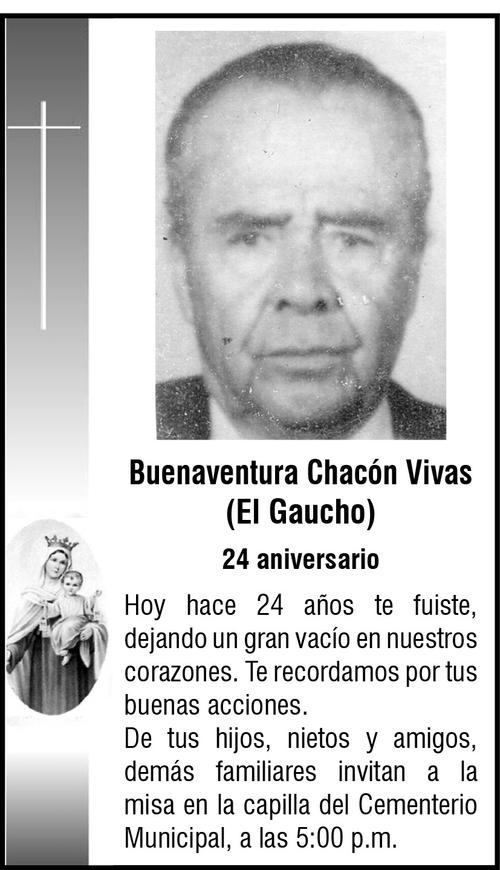 Buenaventura Chacón Vivas
(El Gaucho)
24 aniversario
Hoy hace 24 años te fuiste,
dejando un gran vacío en nuestros
corazones. Te recordamos por tus
buenas acciones.
De tus hijos, nietos y amigos,
demás familiares invitan a la
misa en la capilla del Cementerio
Municipal, a las 5:00 p.m.